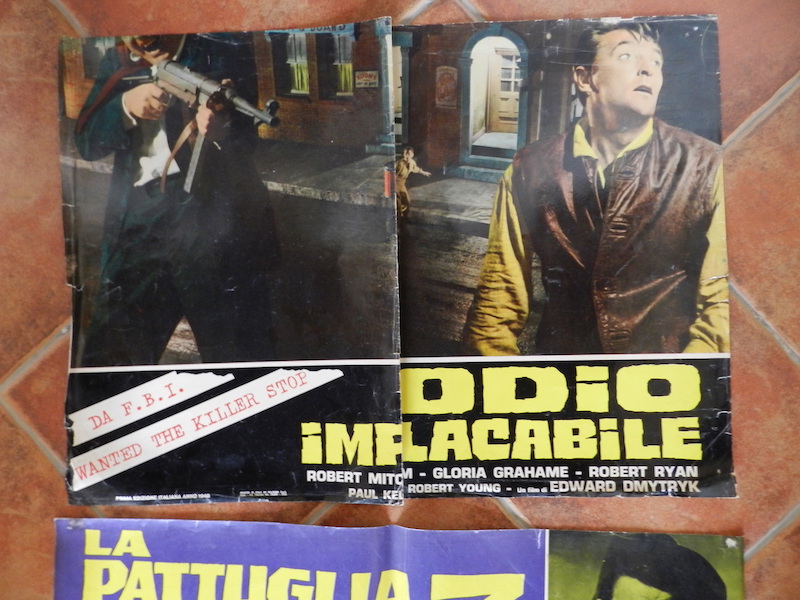 DA F.B.I.
WANTED THE KILLER STOP
ODiO
iMPLACABiLE
ROBERT MITC M - GLORIA GRAHAME - ROBERT RYAN
PAUL KEL ROBERT YOUNG - Un film di EDWARD DMYTRYK
PRIMA EDIZIONE ITALIANA ANNO 1948
LA
PATTUGLIA